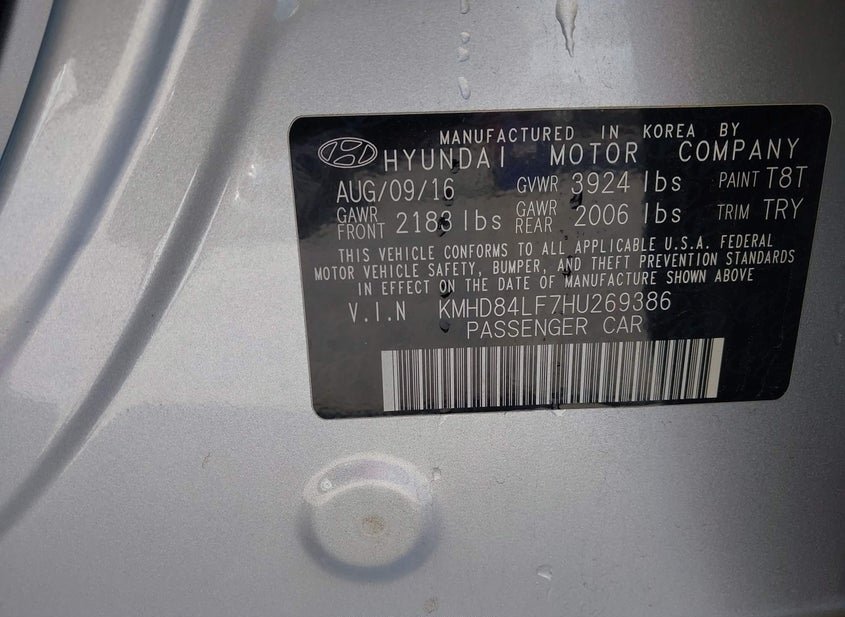 MANUFACTURED IN KOREA BY
HYUNDAI MOTOR COMPANY
AUG/09/16 GVWR 3924 lbs PAINT T8T
GAWR FRONT 2183 lbs GAWR REAR 2006 lbs TRIM TRY
THIS VEHICLE CONFORMS TO ALL APPLICABLE U.S.A. FEDERAL
MOTOR VEHICLE SAFETY, BUMPER, AND THEFT PREVENTION STANDARDS
IN EFFECT ON THE DATE OF MANUFACTURE SHOWN ABOVE
V.I.N KMHD84LF7HU269386
PASSENGER CAR